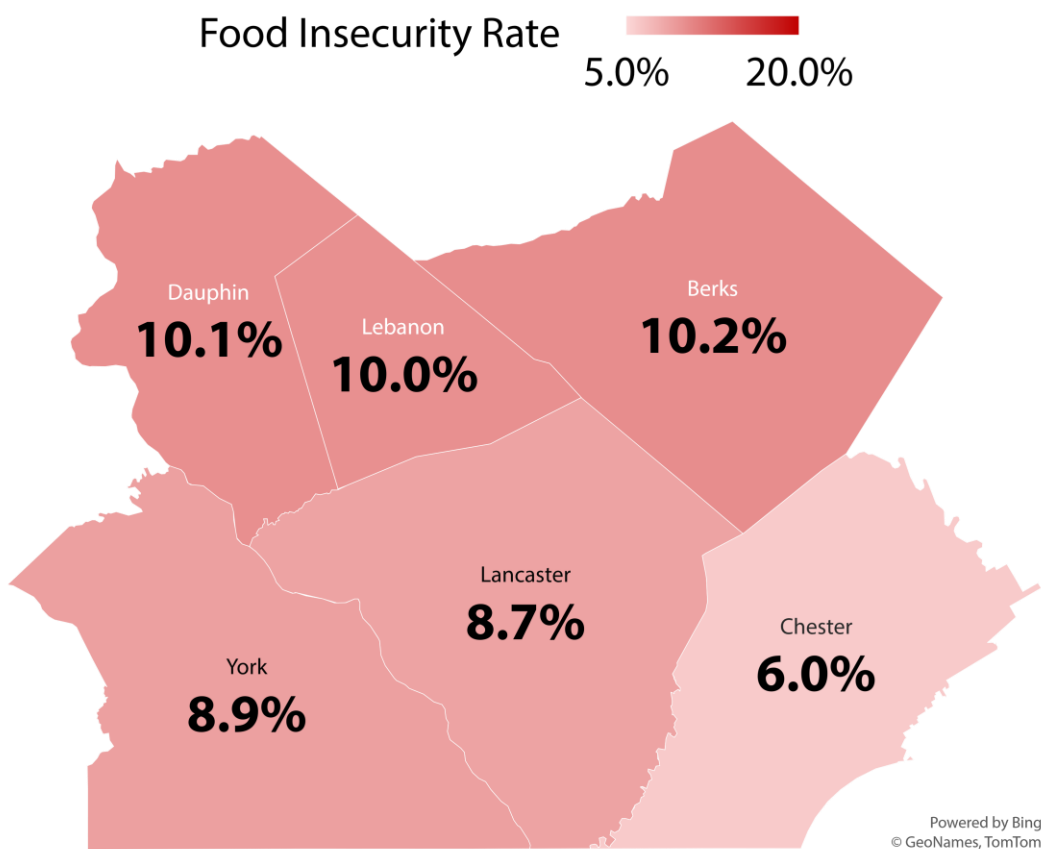 Food Insecurity Rate
5.0% 20.0%
Dauphin
10.1%
Lebanon
10.0%
Berks
10.2%
Lancaster
8.7%
Chester
6.0%
York
8.9%
Powered by Bing
© GeoNames, TomTom